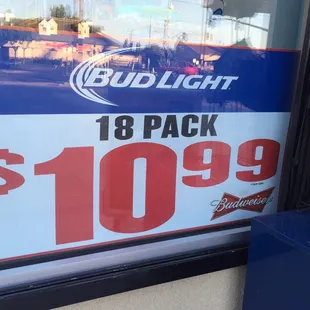 BUD LIGHT
18 PACK
$10 99
Budweiser